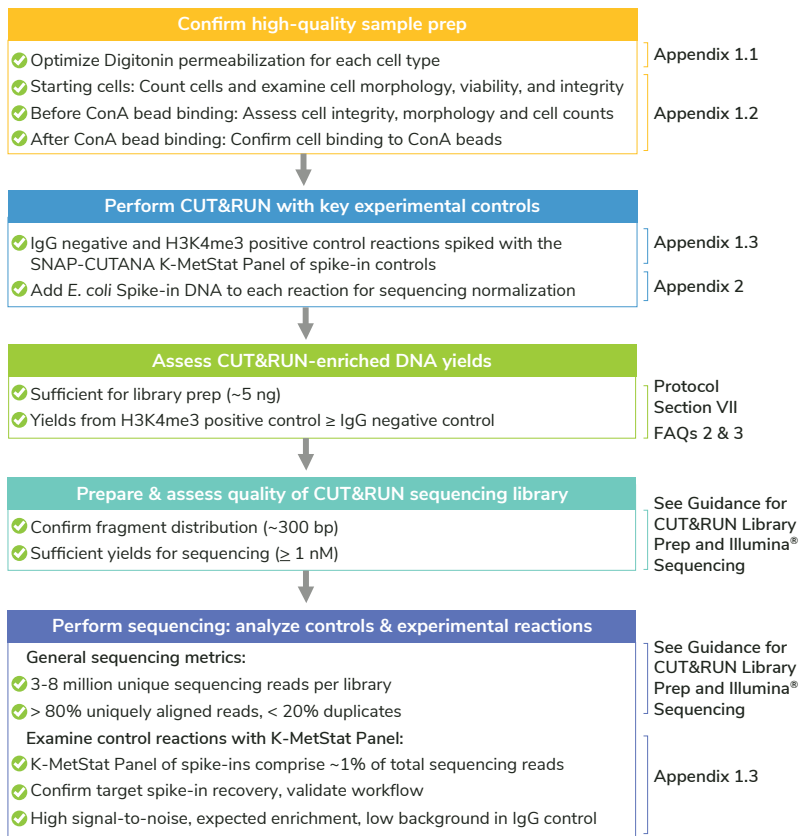 Confirm high-quality sample prep
Optimize Digitonin permeabilization for each cell type
Appendix 1.1
Starting cells: Count cells and examine cell morphology, viability, and integrity
Before ConA bead binding: Assess cell integrity, morphology and cell counts
After ConA bead binding: Confirm cell binding to ConA beads
Appendix 1.2
Perform CUT&RUN with key experimental controls
IgG negative and H3K4me3 positive control reactions spiked with the
SNAP-CUTANA K-MetStat Panel of spike-in controls
Appendix 1.3
Add E. coli Spike-in DNA to each reaction for sequencing normalization
Appendix 2
Assess CUT&RUN-enriched DNA yields
Sufficient for library prep (~5 ng)
Yields from H3K4me3 positive control ≥ IgG negative control
Protocol
Section VII
FAQs 2 & 3
Prepare & assess quality of CUT&RUN sequencing library
Confirm fragment distribution (~300 bp)
Sufficient yields for sequencing (≥ 1 nM)
See Guidance for
CUT&RUN Library
Prep and Illumina®
Sequencing
Perform sequencing: analyze controls & experimental reactions
General sequencing metrics:
3-8 million unique sequencing reads per library
> 80% uniquely aligned reads, < 20% duplicates
See Guidance for
CUT&RUN Library
Prep and Illumina®
Sequencing
Examine control reactions with K-MetStat Panel:
K-MetStat Panel of spike-ins comprise ~1% of total sequencing reads
Confirm target spike-in recovery, validate workflow
High signal-to-noise, expected enrichment, low background in IgG control
Appendix 1.3